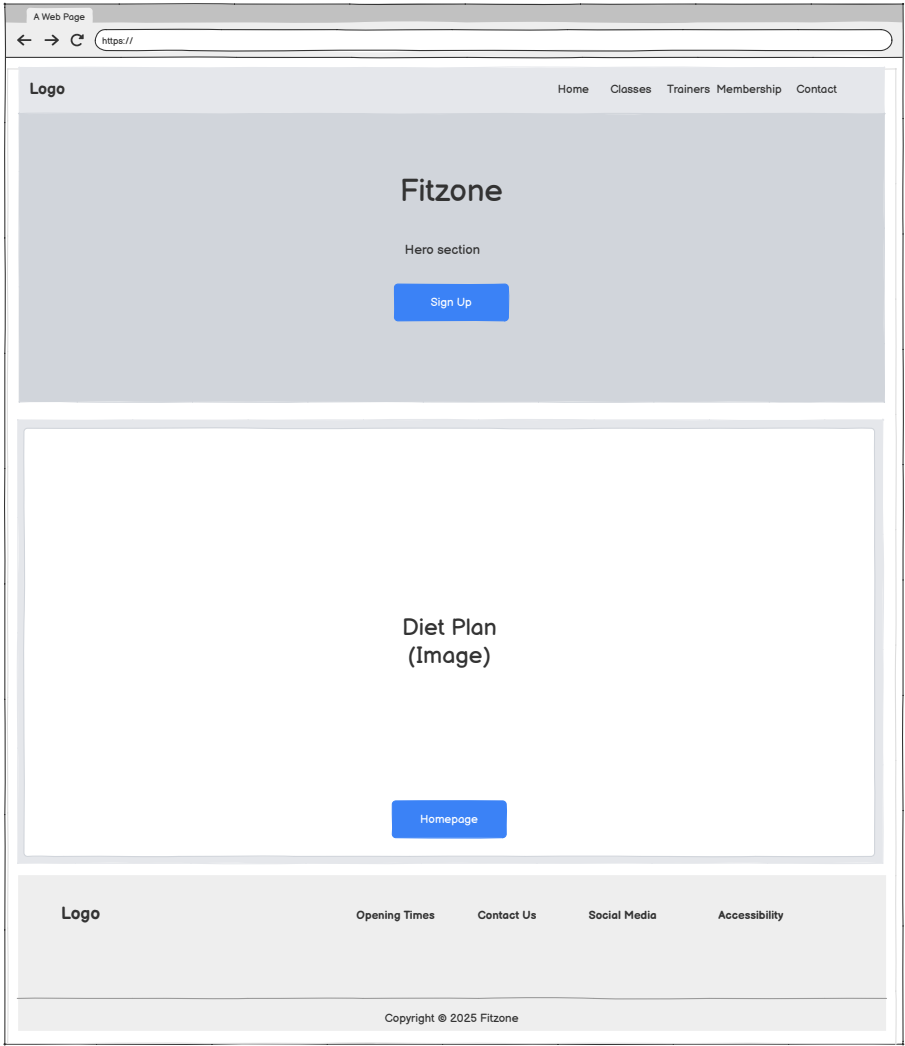 A Web Page
https://
Logo
Home Classes Trainers Membership Contact
Fitzone
Hero section
Sign Up
Diet Plan
(Image)
Homepage
Logo
Opening Times Contact Us Social Media Accessibility
Copyright © 2025 Fitzone